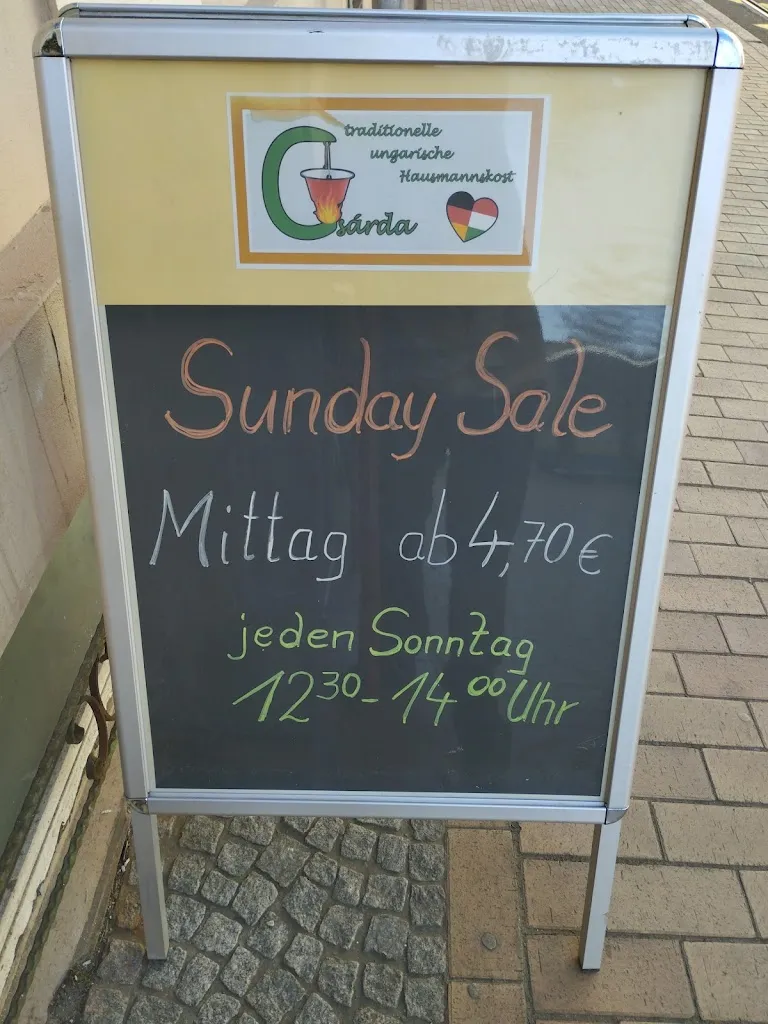 traditionelle
ungarische
Hausmannskost
Csárda
Sunday Sale
Mittag ab 4,70 €
jeden Sonntag
12³⁰ - 14⁰⁰ Uhr